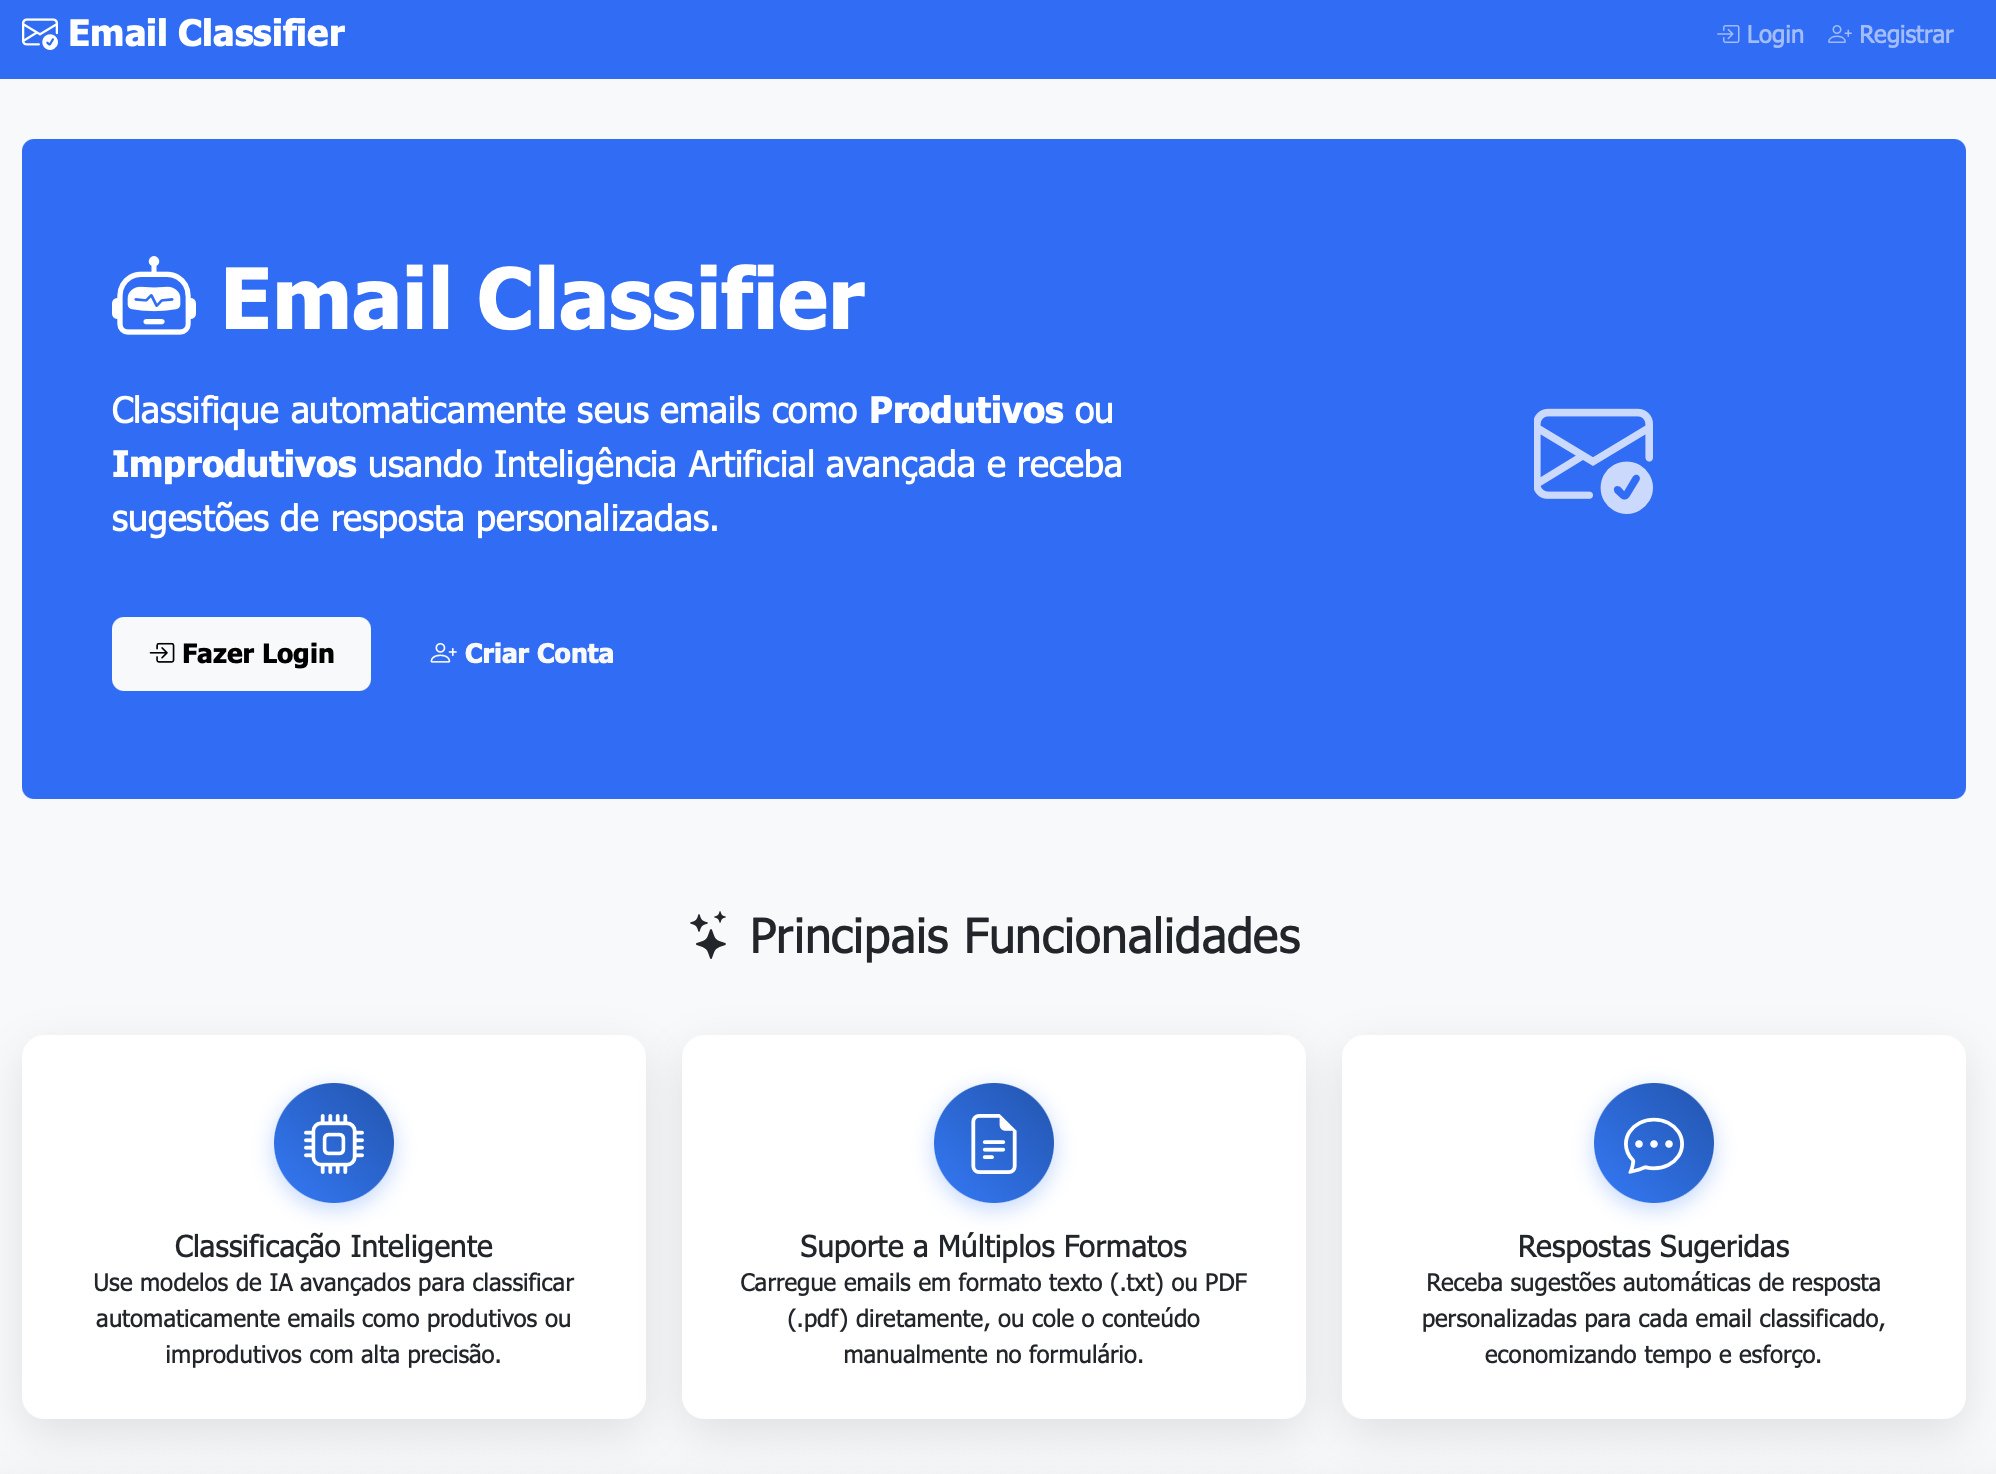 Email Classifier
Login
Registrar
Email Classifier
Classifique automaticamente seus emails como Produtivos ou
Improdutivos usando Inteligência Artificial avançada e receba
sugestões de resposta personalizadas.
Fazer Login
Criar Conta
Principais Funcionalidades
Classificação Inteligente
Use modelos de IA avançados para classificar
automaticamente emails como produtivos ou
improdutivos com alta precisão.
Suporte a Múltiplos Formatos
Carregue emails em formato texto (.txt) ou PDF
(.pdf) diretamente, ou cole o conteúdo
manualmente no formulário.
Respostas Sugeridas
Receba sugestões automáticas de resposta
personalizadas para cada email classificado,
economizando tempo e esforço.